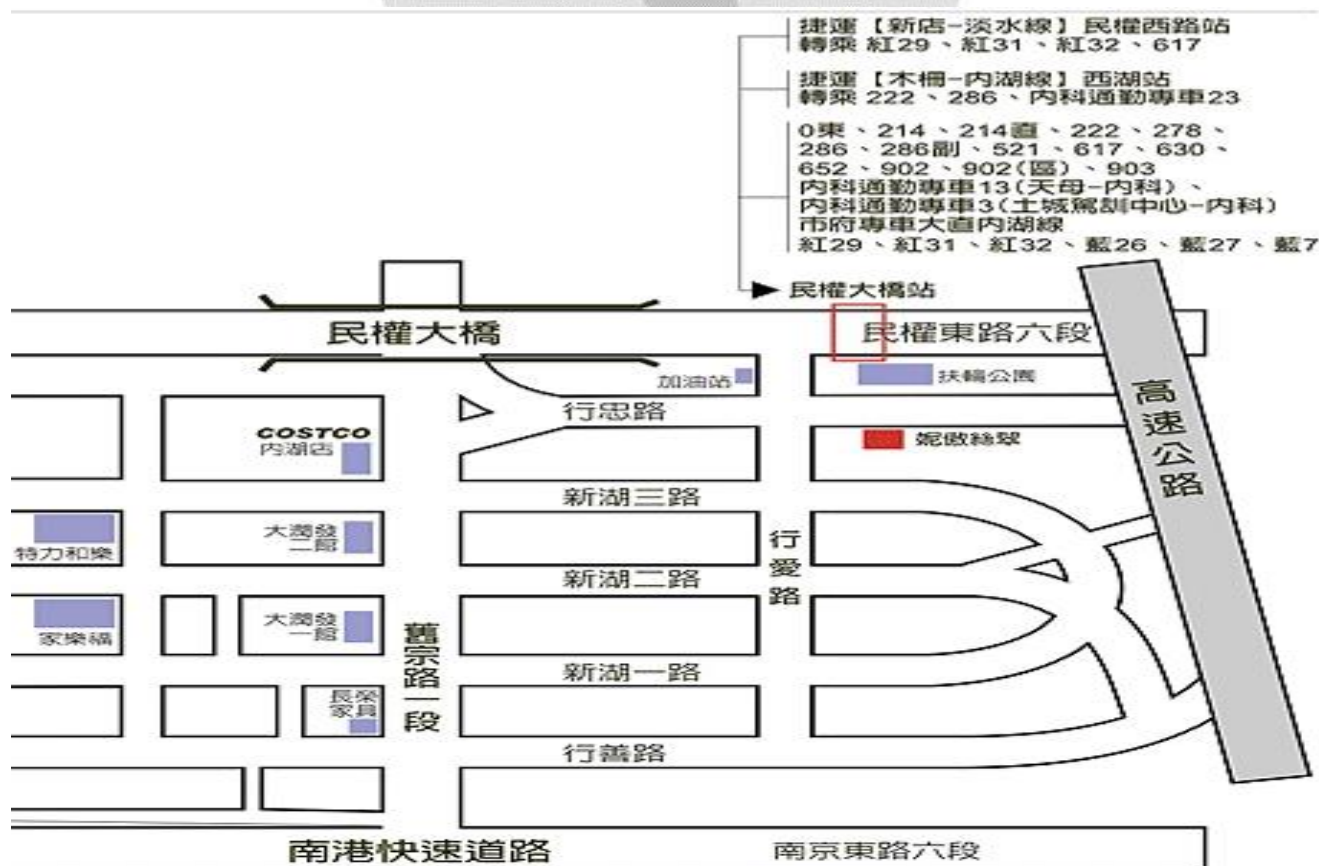 捷運【新店-淡水線】民權西路站
轉乘 紅29、紅31、紅32、617
捷運【木柵-內湖線】西湖站
轉乘 222、286、內科通勤專車23
0東、214、214直、222、278、
286、286副、521、617、630、
652、902、902(區)、903
內科通勤專車13(天母-內科)、
內科通勤專車3(土城駕訓中心-內科)
市府專車大直內湖線
紅29、紅31、紅32、藍26、藍27、藍7
民權大橋站
民權大橋
民權東路六段
加油站
扶輪公園
高速公路
行忠路
COSTCO
內湖店
妮傲絲翠
新湖三路
特力和樂
大潤發
二館
行愛路
新湖二路
家樂福
大潤發
一館
舊宗路一段
新湖一路
長榮
家具
行善路
南港快速道路
南京東路六段